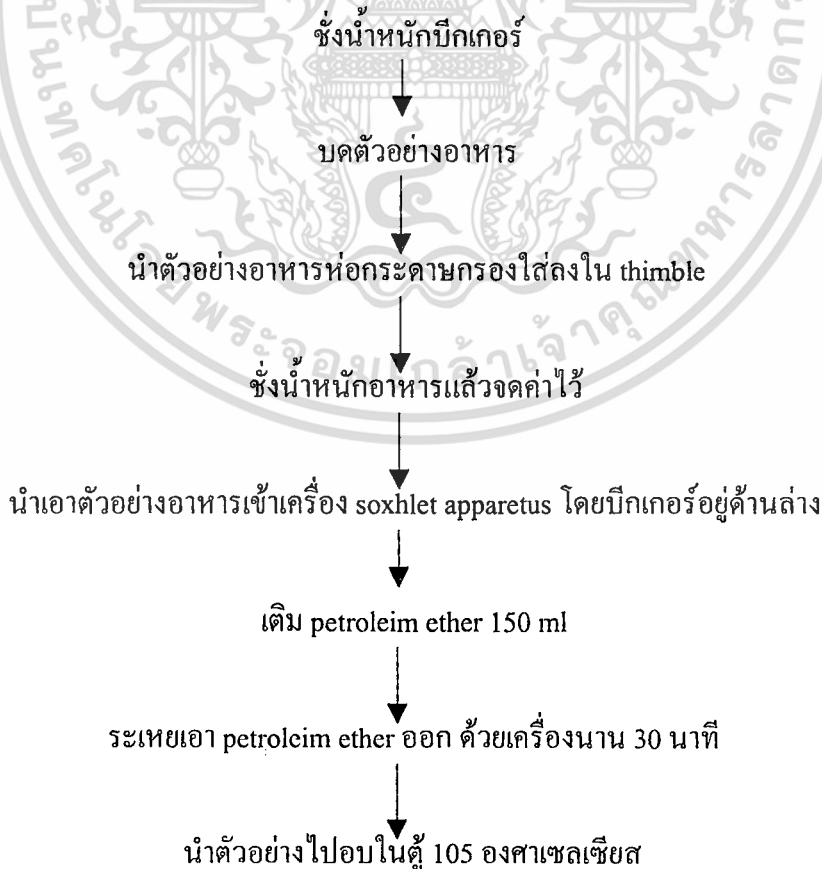 ชั่งน้ำหนักบีกเกอร์
บดตัวอย่างอาหาร
นำตัวอย่างอาหารห่อกระดาษกรองใส่ลงใน thimble
ชั่งน้ำหนักอาหารแล้วจดค่าไว้
นำเอาตัวอย่างอาหารเข้าเครื่อง soxhlet apparetus โดยบีกเกอร์อยู่ด้านล่าง
เติม petroleim ether 150 ml
ระเหยเอา petroleim ether ออก ด้วยเครื่องนาน 30 นาที
นำตัวอย่างไปอบในตู้ 105 องศาเซลเซียส